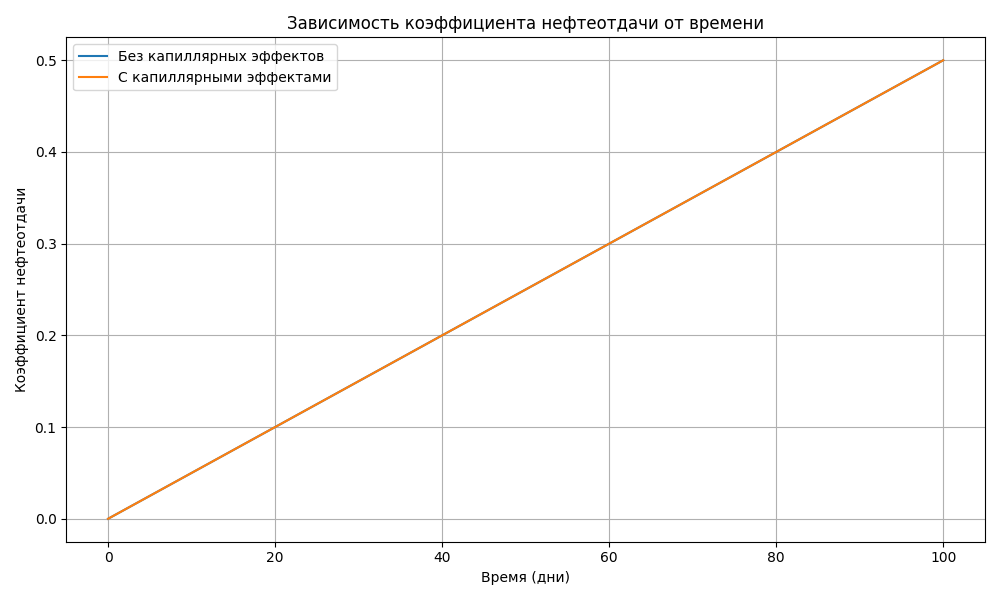 Зависимость коэффициента нефтеотдачи от времени
Без капиллярных эффектов
С капиллярными эффектами
Коэффициент нефтеотдачи
0.5
0.4
0.3
0.2
0.1
0.0
0 20 40 60 80 100
Время (дни)